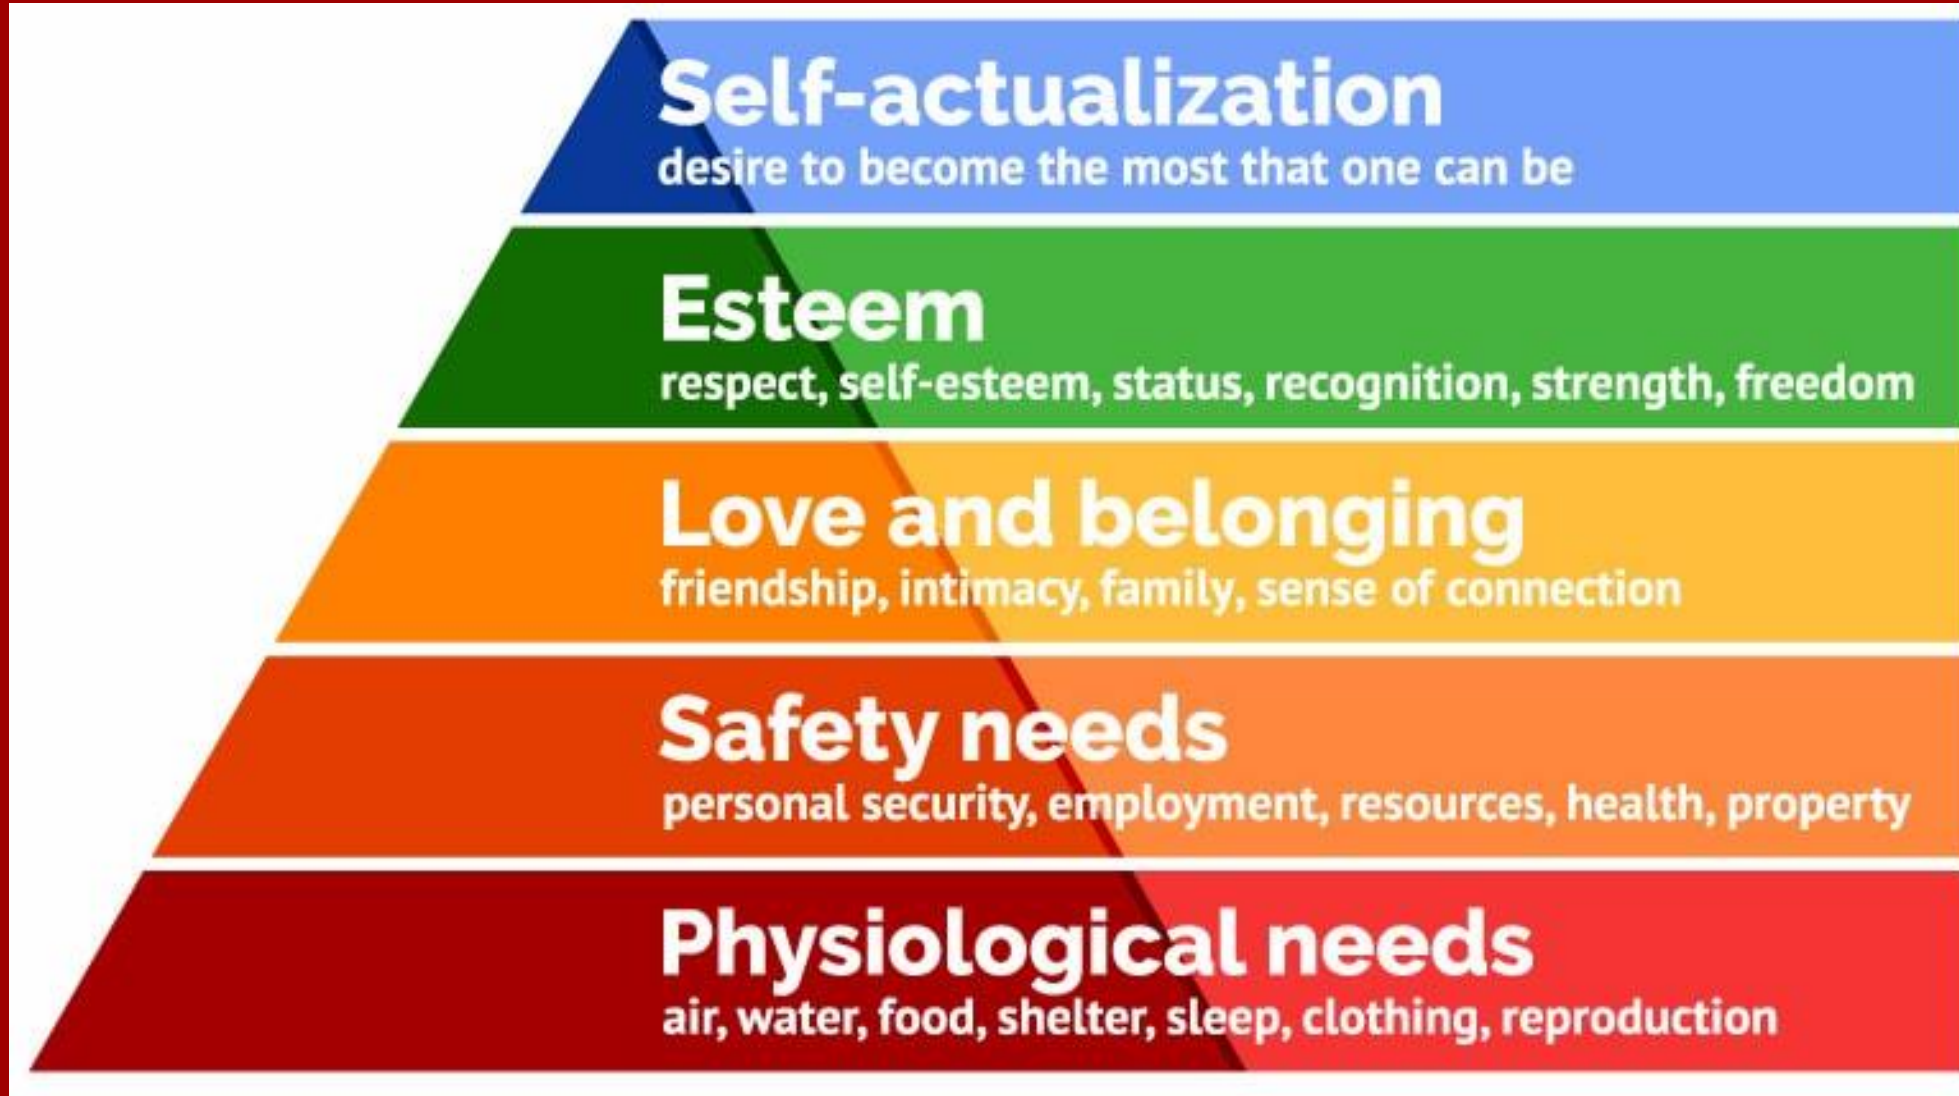 Self-actualization
desire to become the most that one can be
Esteem
respect, self-esteem, status, recognition, strength, freedom
Love and belonging
friendship, intimacy, family, sense of connection
Safety needs
personal security, employment, resources, health, property
Physiological needs
air, water, food, shelter, sleep, clothing, reproduction